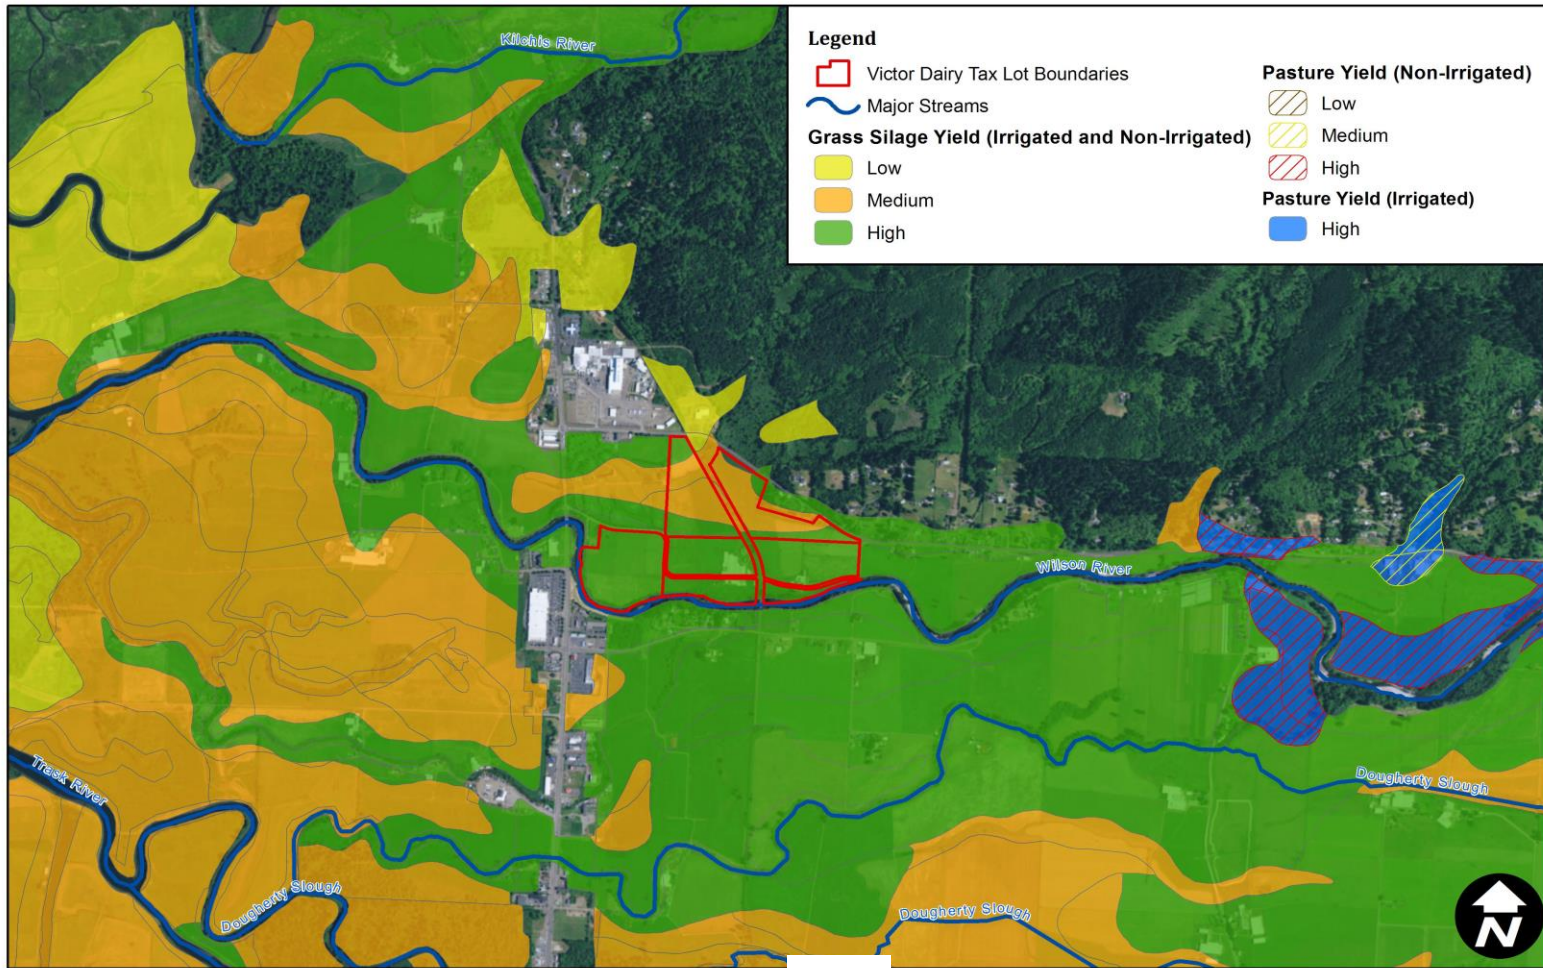 Kilchis River
Legend
Victor Dairy Tax Lot Boundaries
Major Streams
Grass Silage Yield (Irrigated and Non-Irrigated)
Low
Medium
High
Pasture Yield (Non-Irrigated)
Low
Medium
High
Pasture Yield (Irrigated)
High
Wilson River
Trask River
Dougherty Slough
Dougherty Slough
Dougherty Slough
N